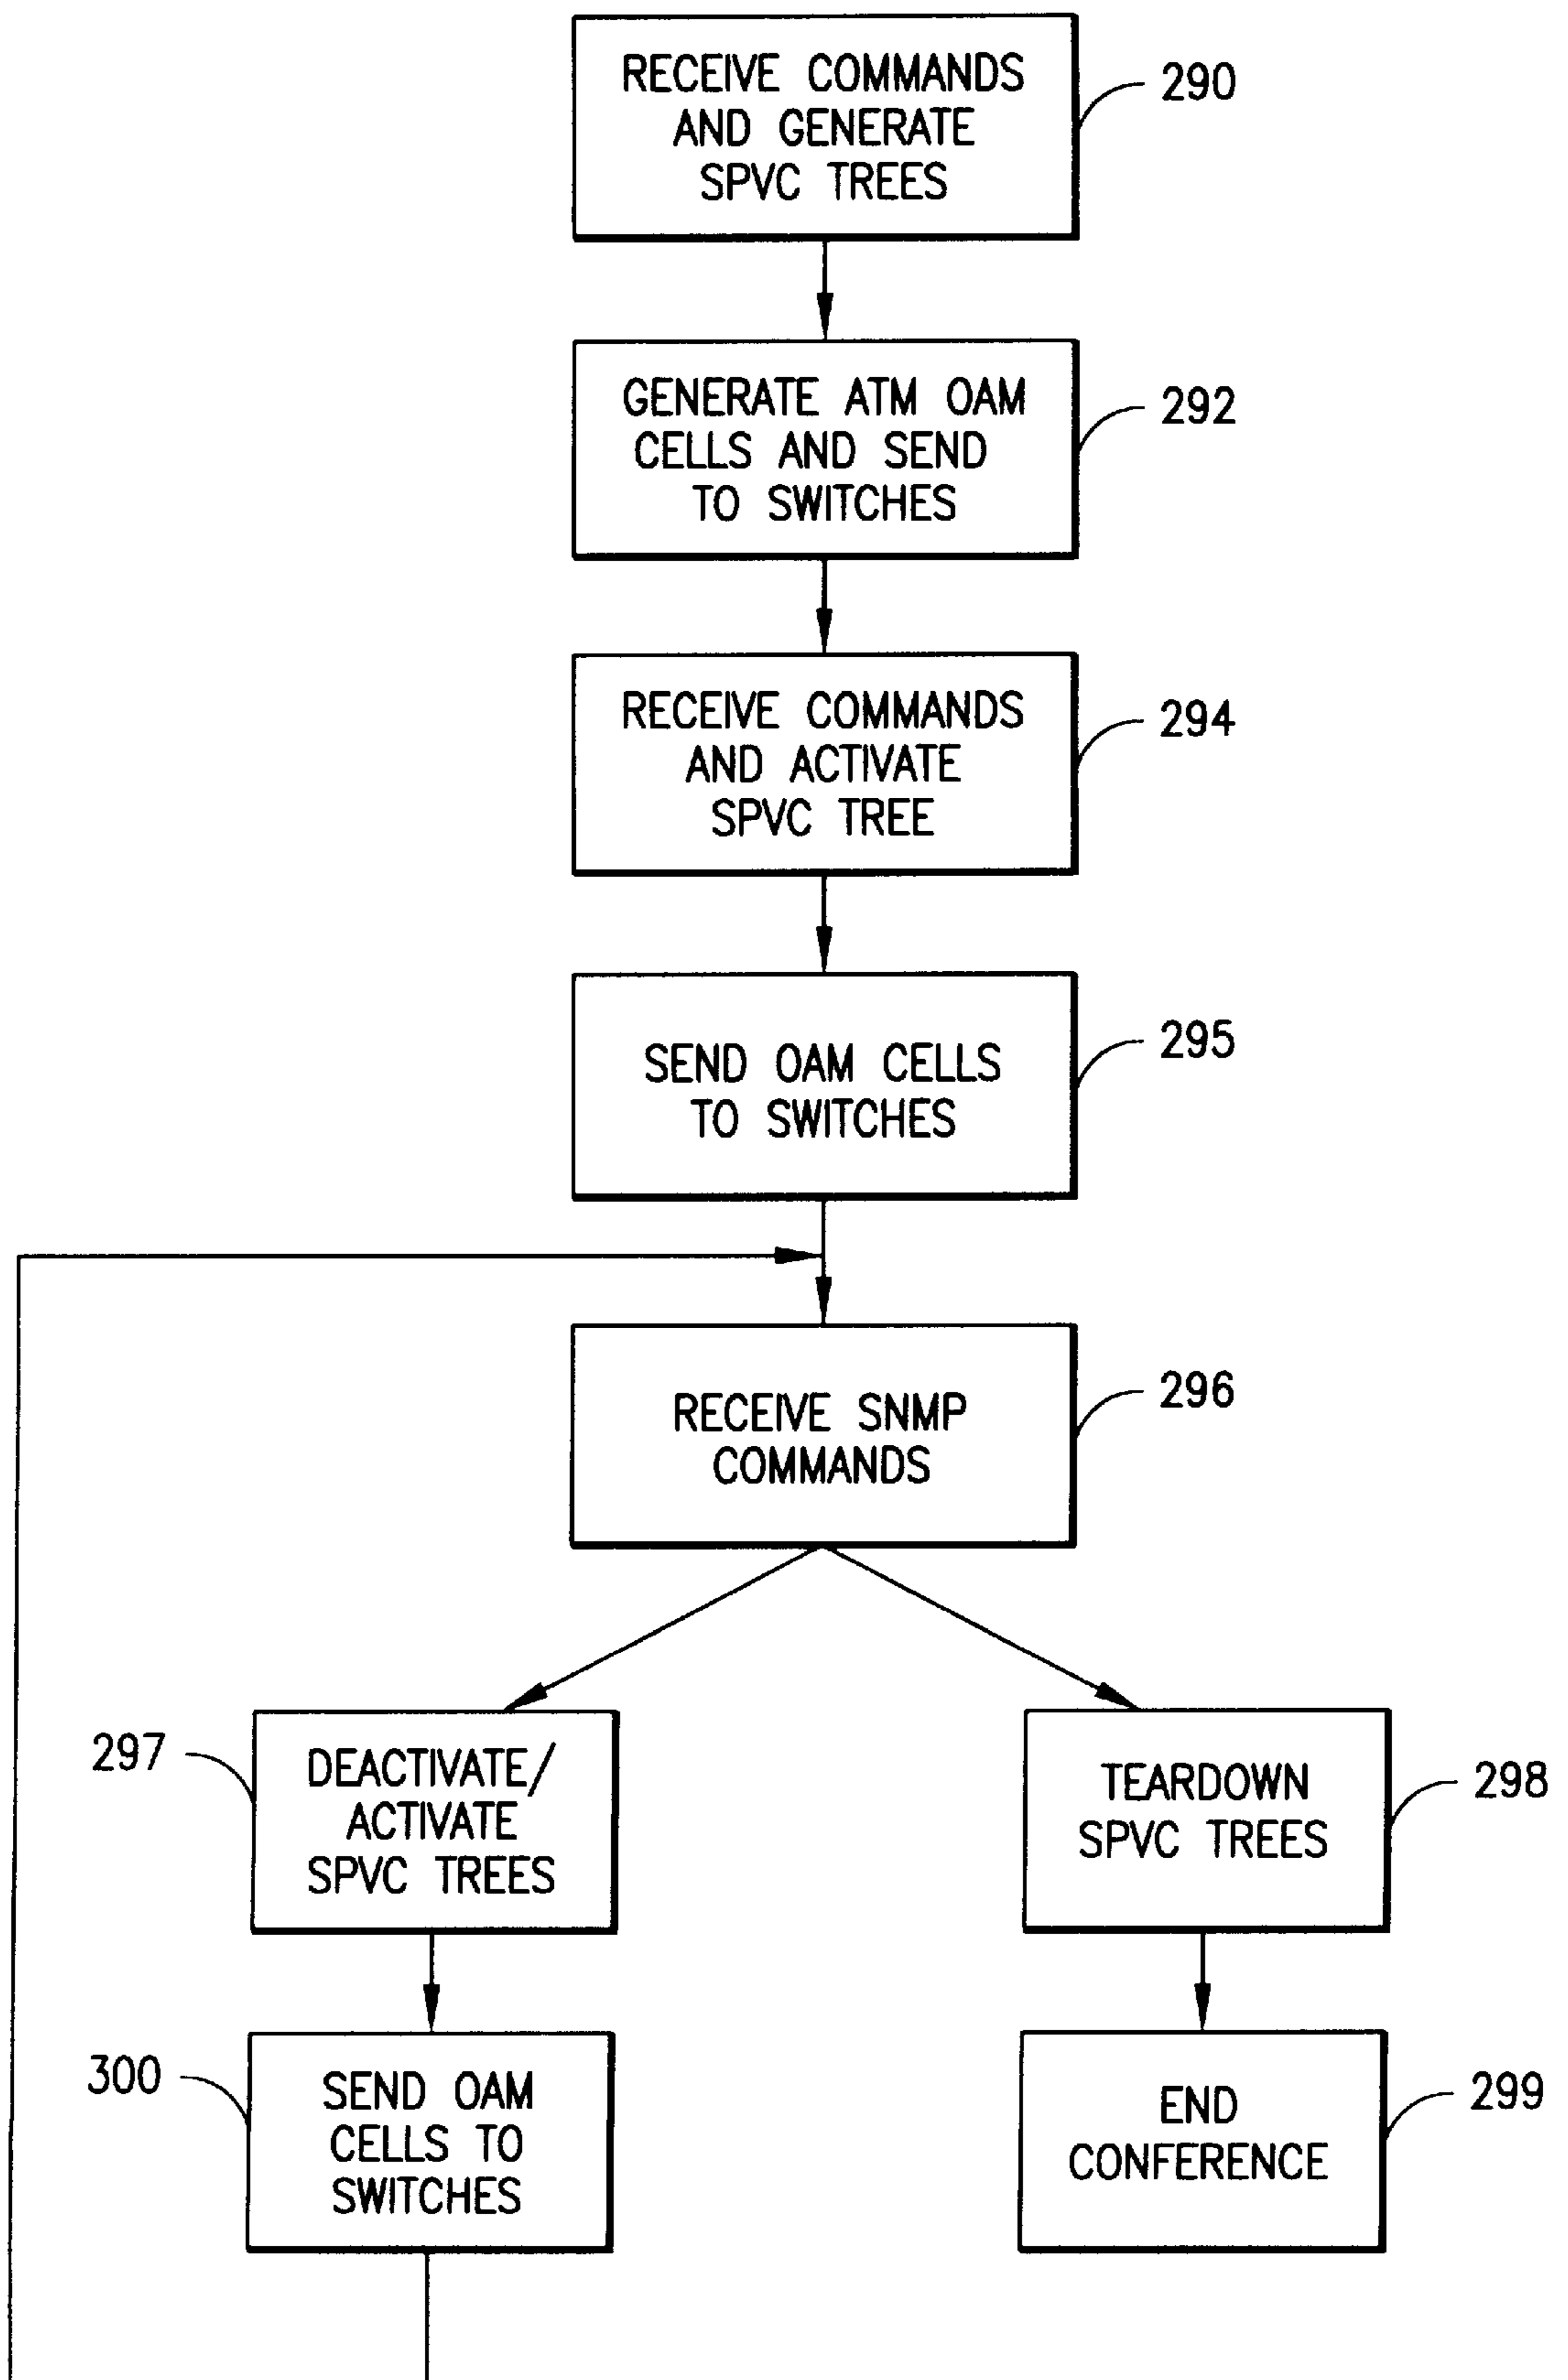 RECEIVE COMMANDS
AND GENERATE
SPVC TREES
290
GENERATE ATM OAM
CELLS AND SEND
TO SWITCHES
292
RECEIVE COMMANDS
AND ACTIVATE
SPVC TREE
294
SEND OAM CELLS
TO SWITCHES
295
RECEIVE SNMP
COMMANDS
296
297
DEACTIVATE/
ACTIVATE
SPVC TREES
TEARDOWN
SPVC TREES
298
300
SEND OAM
CELLS TO
SWITCHES
END
CONFERENCE
299